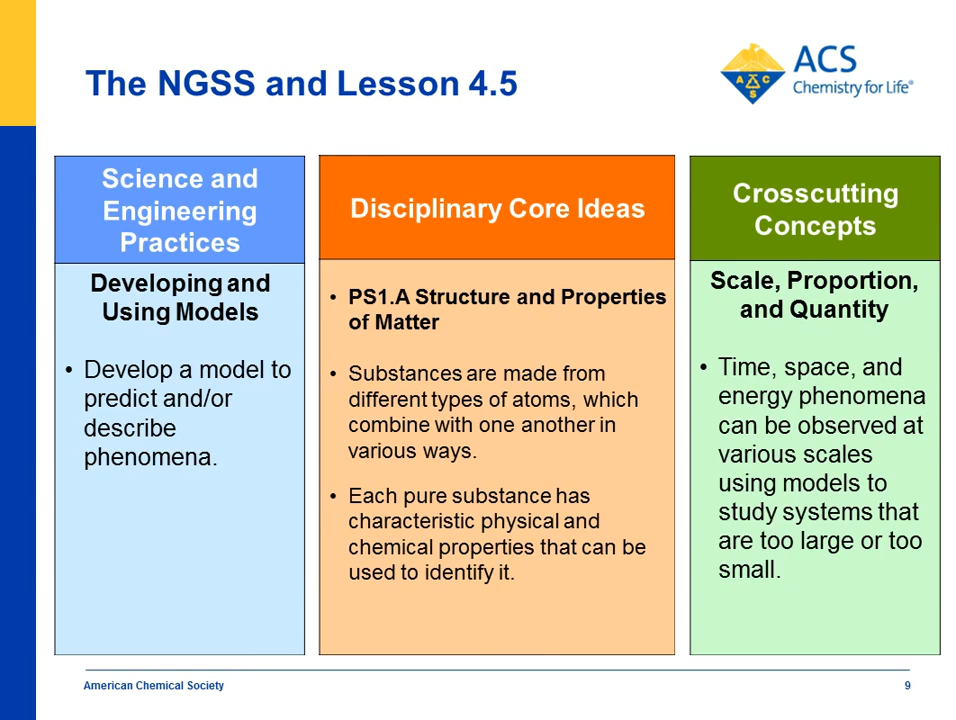 The NGSS and Lesson 4.5
ACS
Chemistry for Life®
A C S
Science and
Engineering
Practices
Developing and
Using Models
• Develop a model to
predict and/or
describe
phenomena.
Disciplinary Core Ideas
• PS1.A Structure and Properties
of Matter
• Substances are made from
different types of atoms, which
combine with one another in
various ways.
• Each pure substance has
characteristic physical and
chemical properties that can be
used to identify it.
Crosscutting
Concepts
Scale, Proportion,
and Quantity
• Time, space, and
energy phenomena
can be observed at
various scales
using models to
study systems that
are too large or too
small.
American Chemical Society
9